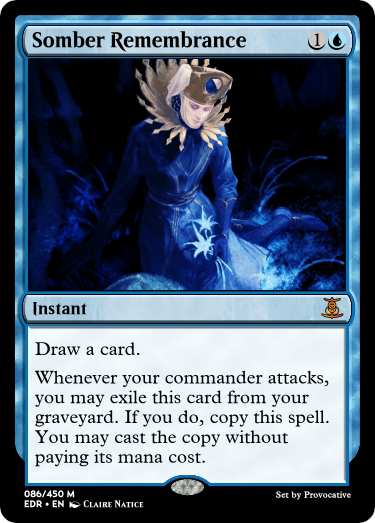 Somber Remembrance 1
Instant
Draw a card.
Whenever your commander attacks,
you may exile this card from your
graveyard. If you do, copy this spell.
You may cast the copy without
paying its mana cost.
086/450 M
EDR • EN Claire Natice
Set by Provocative